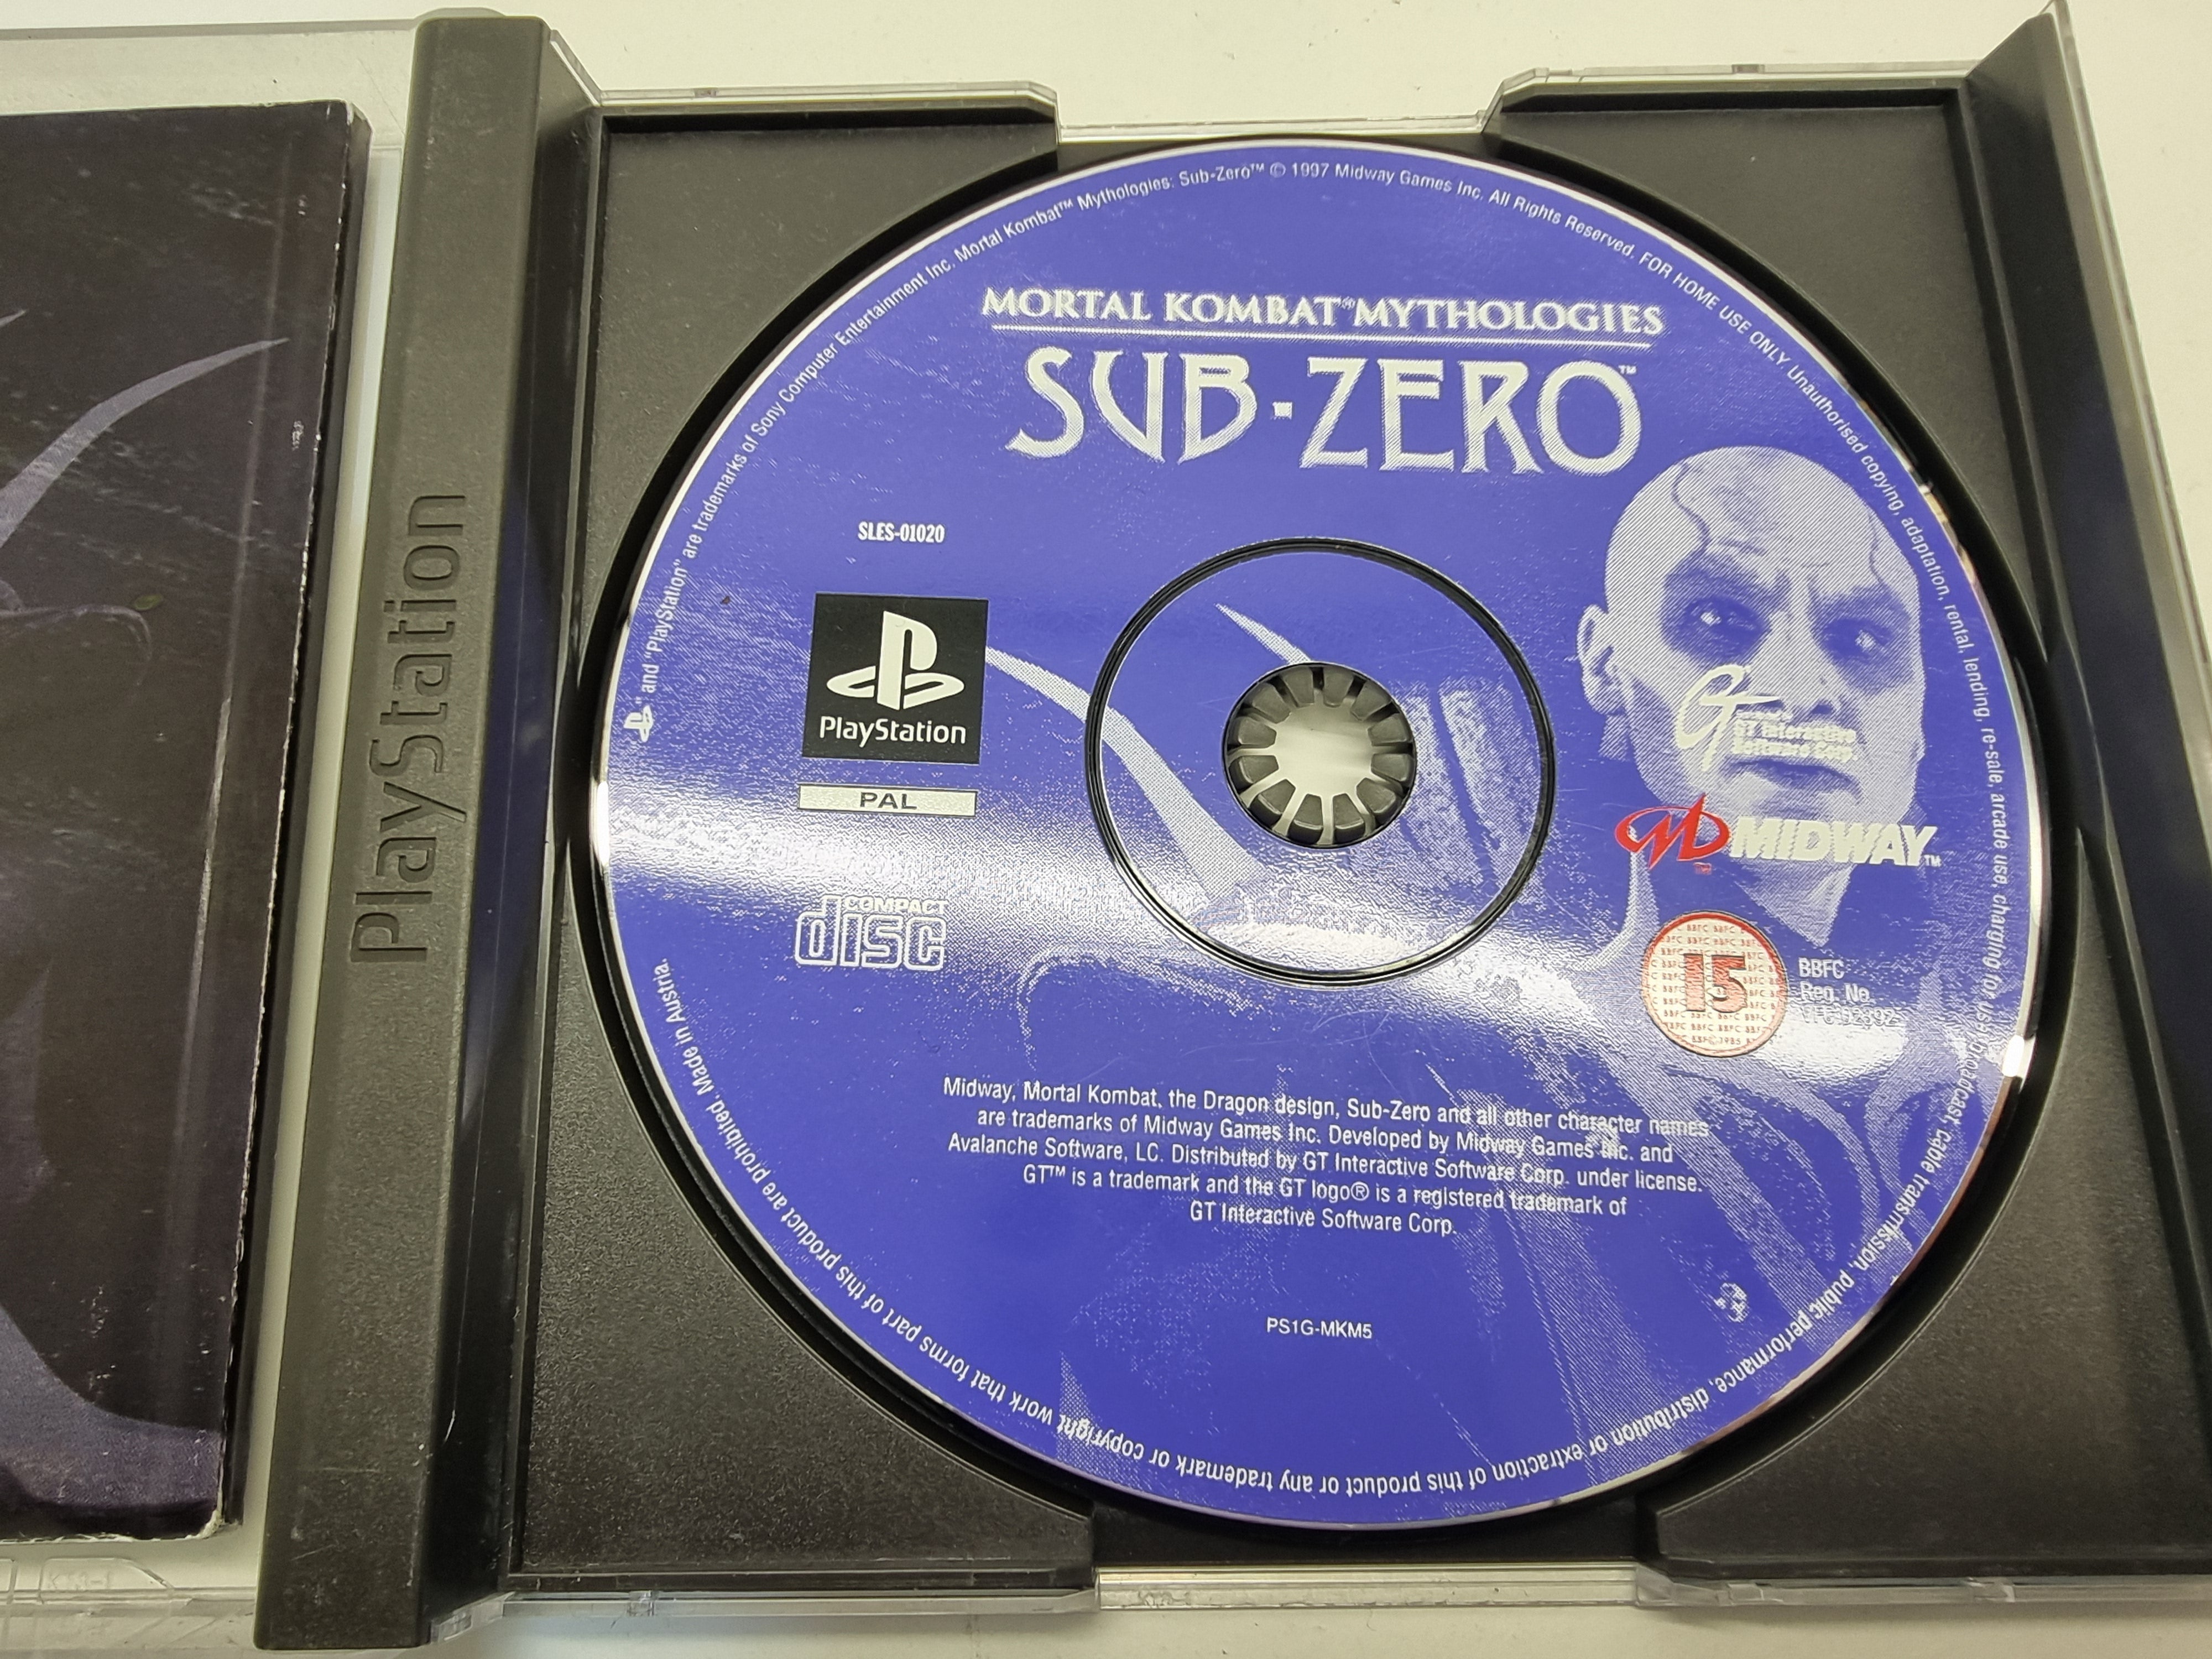 PlayStation
MORTAL KOMBAT® MYTHOLOGIES
SUB-ZERO™
SLES-01020
PlayStation
PAL
COMPACT
disc
GT Interactive
Software Corp
MIDWAY™
15
BBFC
Reg. No.
Midway, Mortal Kombat, the Dragon design, Sub-Zero and all other character names
are trademarks of Midway Games Inc. Developed by Midway Games Inc. and
Avalanche Software, LC. Distributed by GT Interactive Software Corp. under license.
GT™ is a trademark and the GT logo® is a registered trademark of
GT Interactive Software Corp.
PS1G-MKM5
" and "PlayStation" are trademarks of Sony Computer Entertainment Inc. Mortal Kombat™ Mythologies: Sub-Zero™ © 1997 Midway Games Inc. All Rights Reserved. FOR HOME USE ONLY. Unauthorised copying, adaptation, rental, lending, re-sale, arcade use, charging for use, broadcast, cable transmission, public performance, distribution or extraction of this product or any trademark or copyright work that forms part of this product are prohibited. Made in Austria.